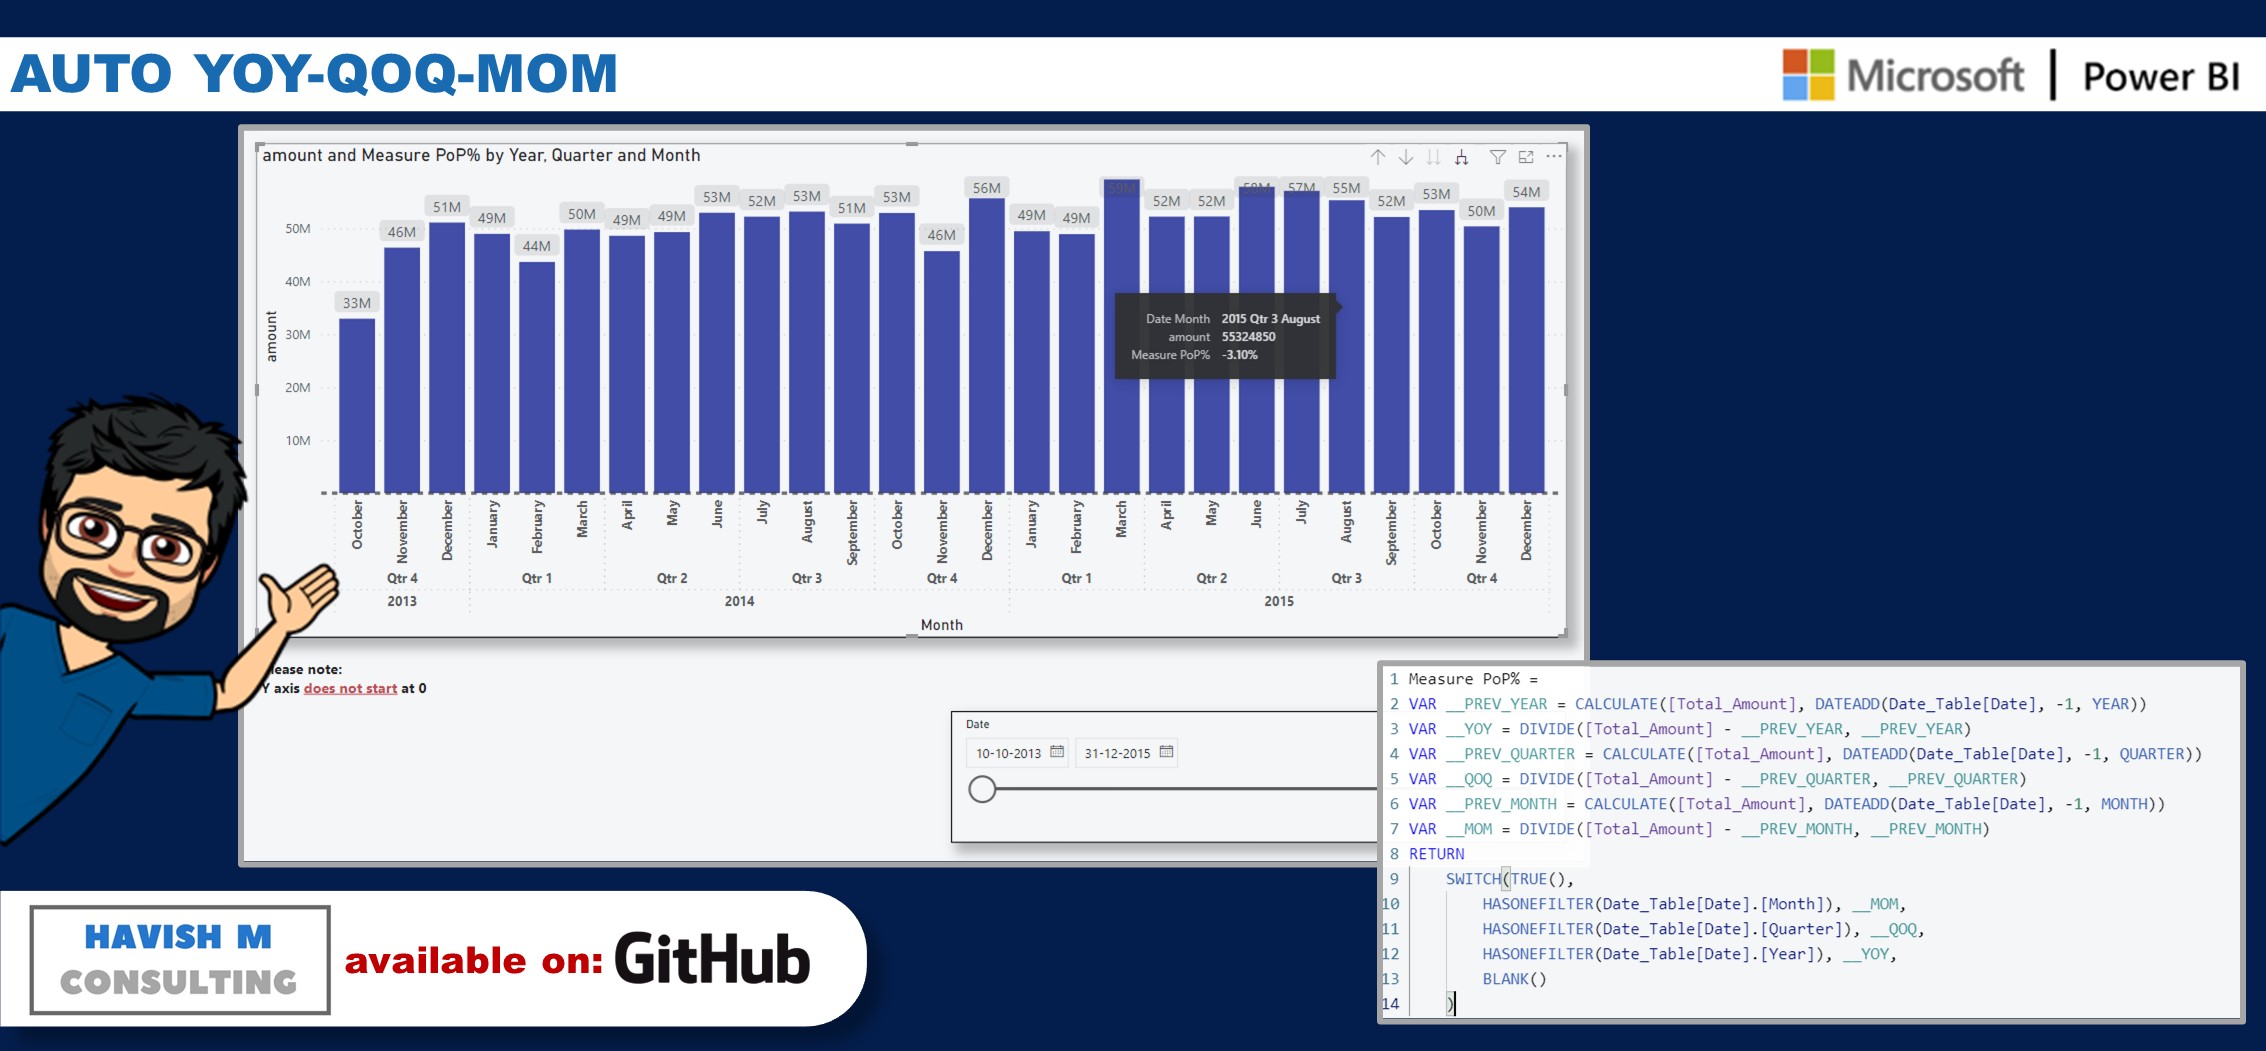 AUTO YOY-QOQ-MOM
Microsoft | Power BI
amount and Measure PoP% by Year, Quarter and Month
33M 46M 51M 49M 44M 50M 49M 49M 53M 52M 53M 51M 53M 46M 56M 49M 49M 59M 52M 52M 58M 57M 55M 52M 53M 50M 54M
50M
40M
30M
20M
10M
amount
Date Month 2015 Qtr 3 August
amount 55324850
Measure PoP% -3.10%
October November December January February March April May June July August September October November December January February March April May June July August September October November December
Qtr 4 Qtr 1 Qtr 2 Qtr 3 Qtr 4 Qtr 1 Qtr 2 Qtr 3 Qtr 4
2013 2014 2015
Month
lease note:
Y axis does not start at 0
Date
10-10-2013 31-12-2015
1 Measure PoP% =
2 VAR __PREV_YEAR = CALCULATE([Total_Amount], DATEADD(Date_Table[Date], -1, YEAR))
3 VAR __YOY = DIVIDE([Total_Amount] - __PREV_YEAR, __PREV_YEAR)
4 VAR __PREV_QUARTER = CALCULATE([Total_Amount], DATEADD(Date_Table[Date], -1, QUARTER))
5 VAR __QOQ = DIVIDE([Total_Amount] - __PREV_QUARTER, __PREV_QUARTER)
6 VAR __PREV_MONTH = CALCULATE([Total_Amount], DATEADD(Date_Table[Date], -1, MONTH))
7 VAR __MOM = DIVIDE([Total_Amount] - __PREV_MONTH, __PREV_MONTH)
8 RETURN
9 SWITCH(TRUE(),
10 HASONEFILTER(Date_Table[Date].[Month]), __MOM,
11 HASONEFILTER(Date_Table[Date].[Quarter]), __QOQ,
12 HASONEFILTER(Date_Table[Date].[Year]), __YOY,
13 BLANK()
14 )
HAVISH M
CONSULTING
available on: GitHub